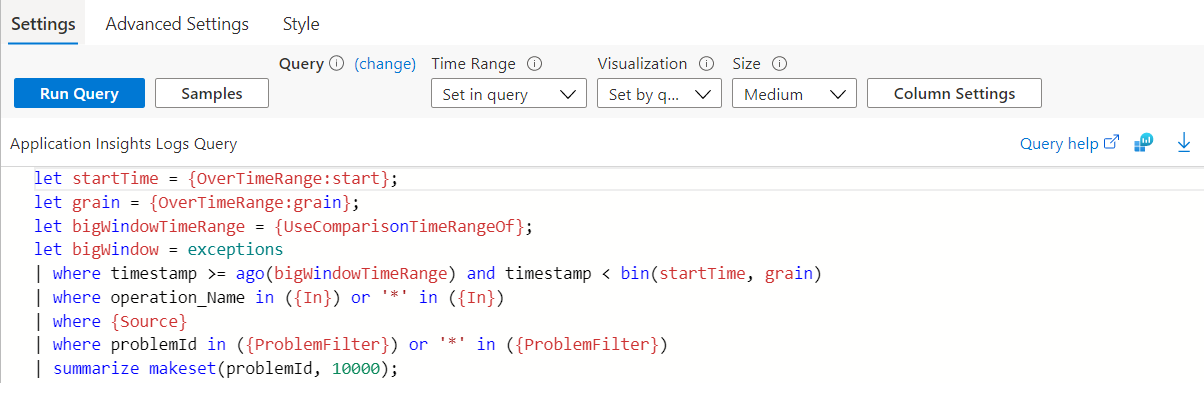 Settings Advanced Settings Style
Query (change) Time Range Visualization Size
Run Query Samples Set in query Set by q... Medium Column Settings
Application Insights Logs Query Query help
let startTime = {OverTimeRange:start};
let grain = {OverTimeRange:grain};
let bigWindowTimeRange = {UseComparisonTimeRangeOf};
let bigWindow = exceptions
| where timestamp >= ago(bigWindowTimeRange) and timestamp < bin(startTime, grain)
| where operation_Name in ({In}) or '*' in ({In})
| where {Source}
| where problemId in ({ProblemFilter}) or '*' in ({ProblemFilter})
| summarize makeset(problemId, 10000);